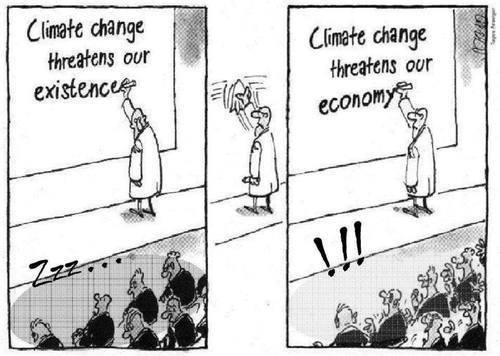 Climate change
threatens our
existence
Zzz...
Climate change
threatens our
economy
!!!